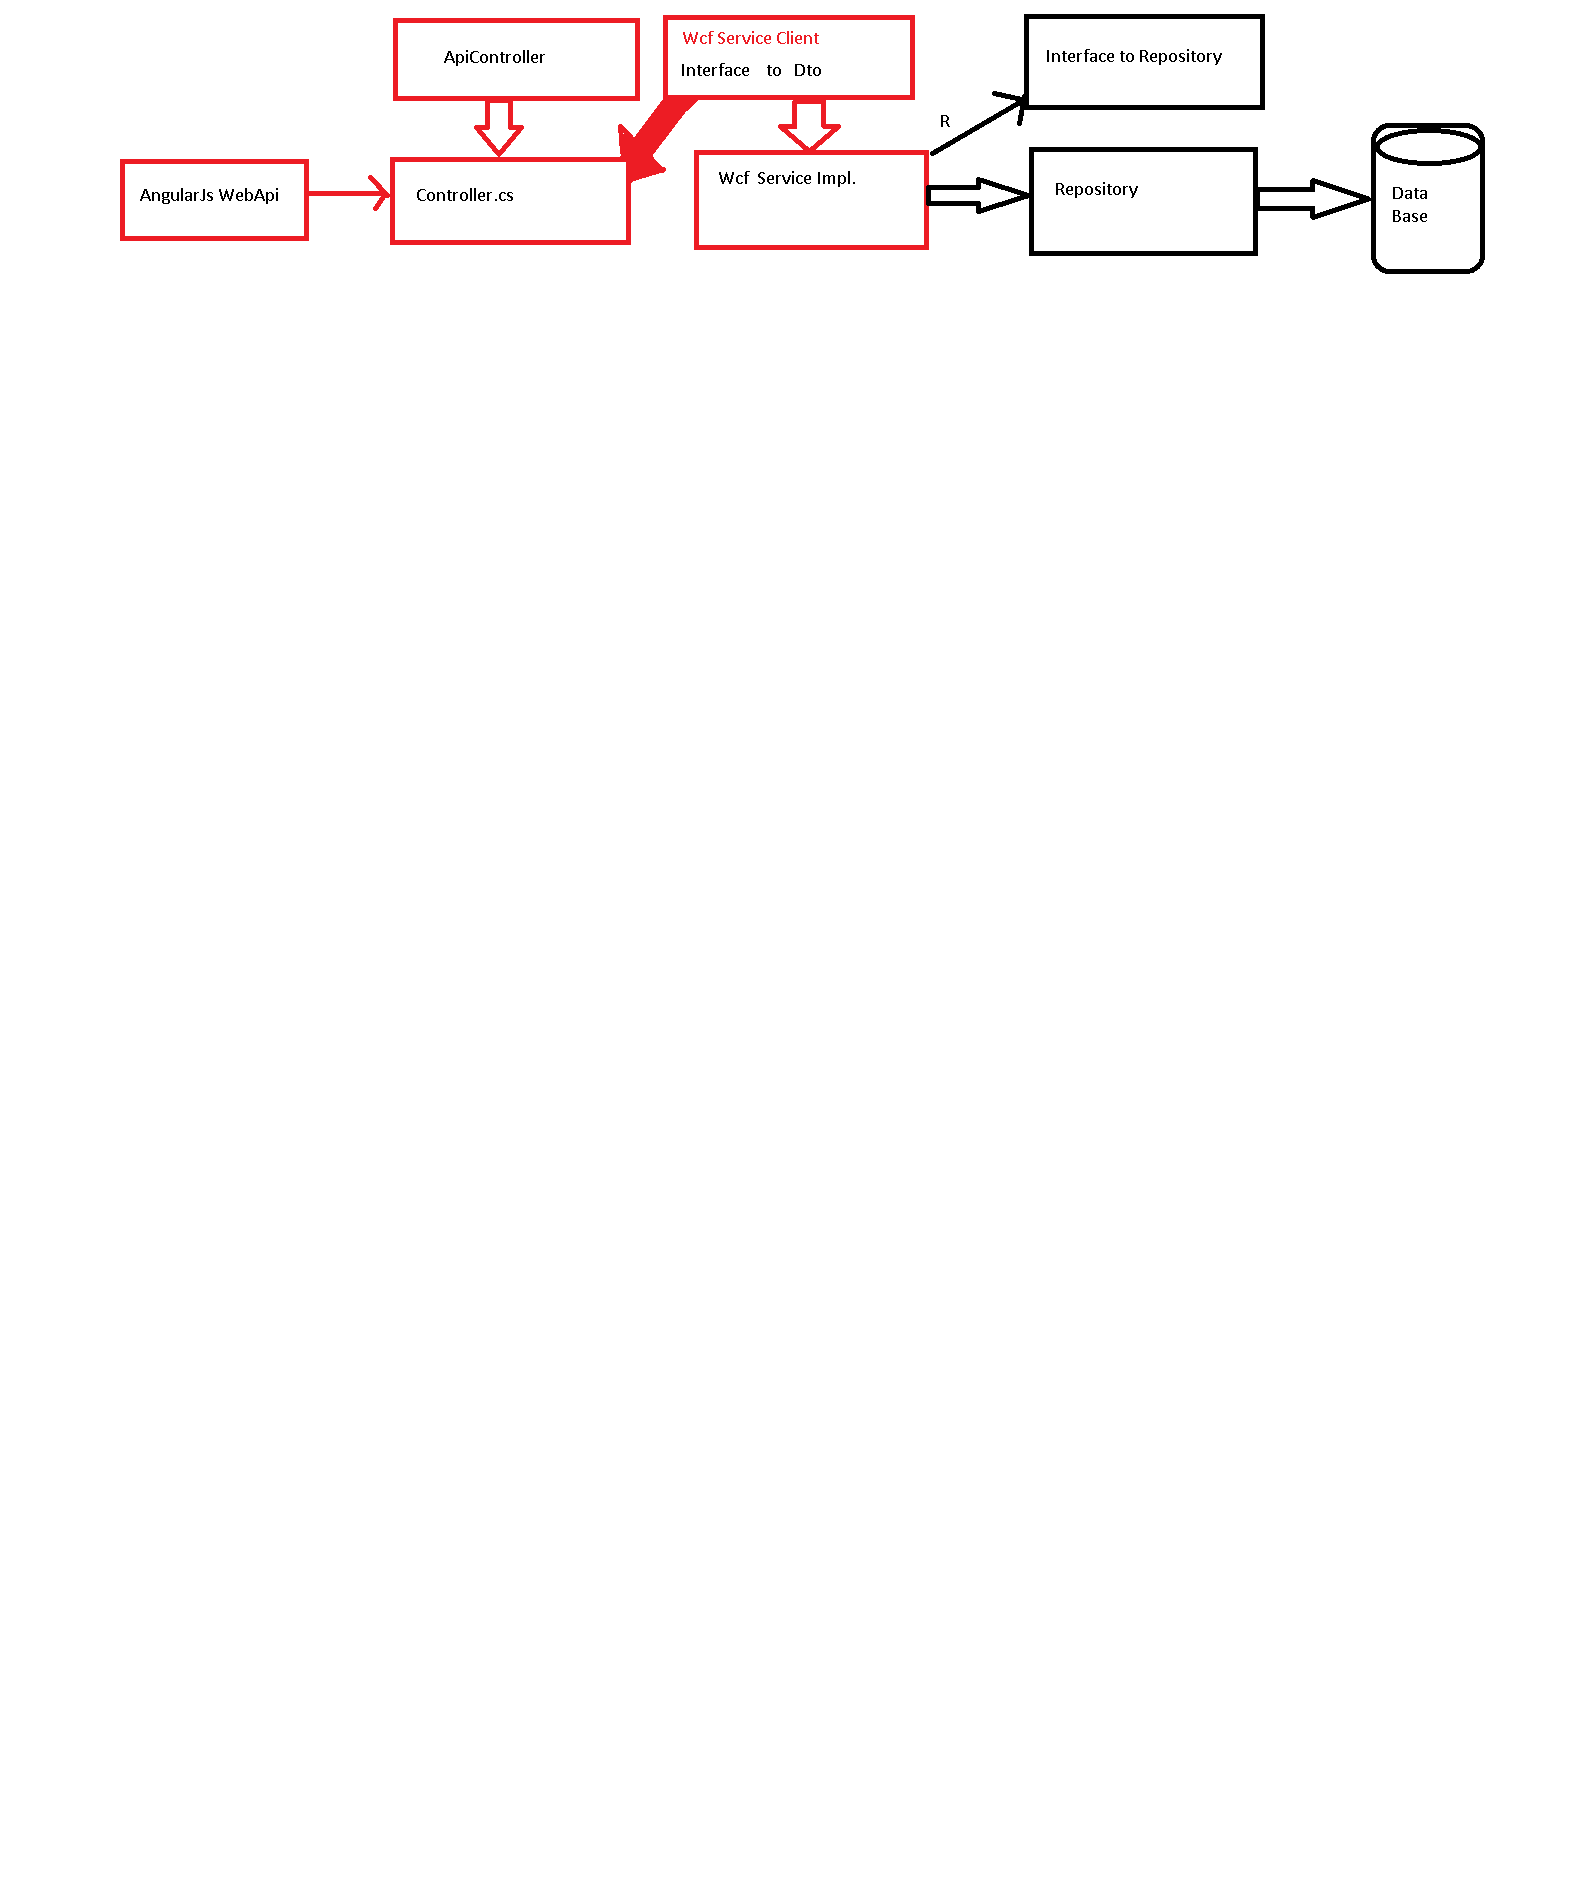 ApiController
Wcf Service Client
Interface to Dto
Interface to Repository
R
AngularJs WebApi
Controller.cs
Wcf Service Impl.
Repository
Data
Base